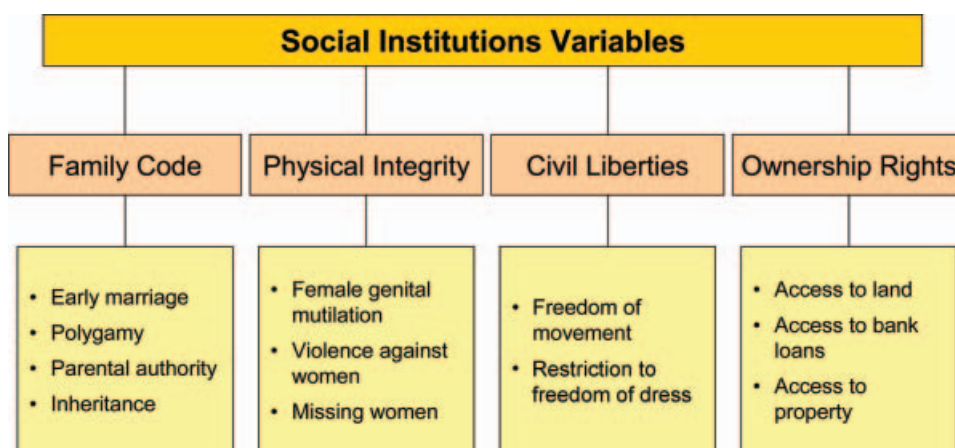 Social Institutions Variables
Family Code
Physical Integrity
Civil Liberties
Ownership Rights
• Early marriage
• Polygamy
• Parental authority
• Inheritance
• Female genital
mutilation
• Violence against
women
• Missing women
• Freedom of
movement
• Restriction to
freedom of dress
• Access to land
• Access to bank
loans
• Access to
property